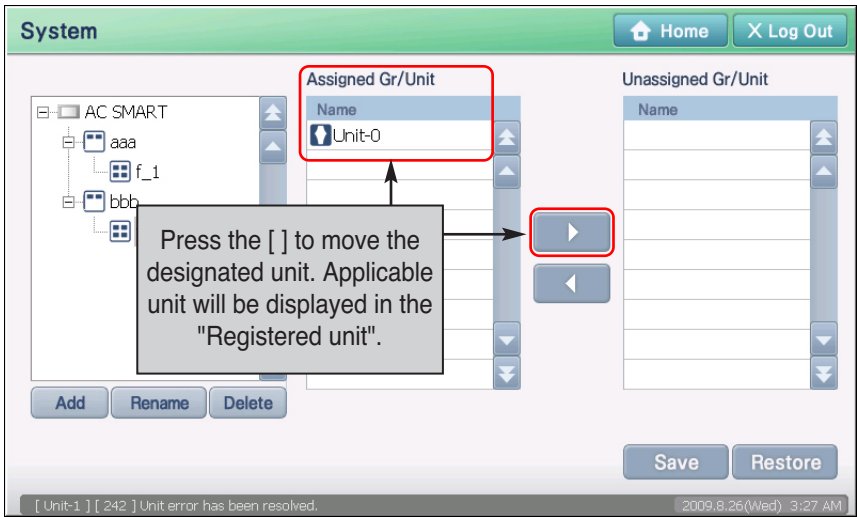 System
Home
X Log Out
Assigned Gr/Unit
Unassigned Gr/Unit
AC SMART
Name
Name
aaa
Unit-0
f_1
bbb
Press the [ ] to move the
designated unit. Applicable
unit will be displayed in the
"Registered unit".
Add
Rename
Delete
Save
Restore
[ Unit-1 ] [ 242 ] Unit error has been resolved.
2009.8.26(Wed) 3:27 AM